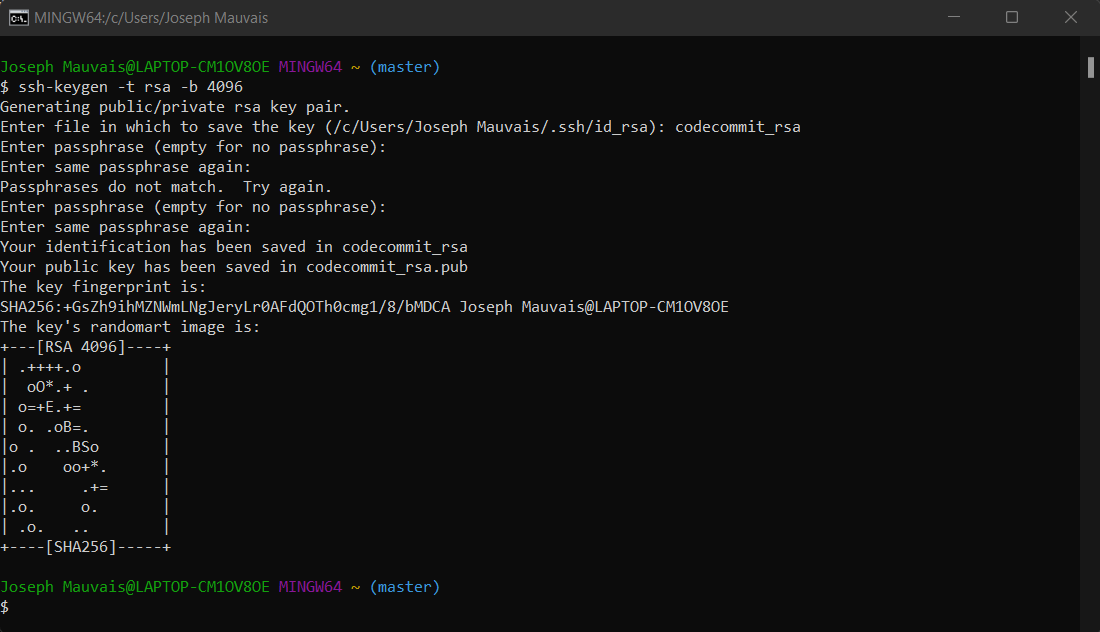 MINGW64:/c/Users/Joseph Mauvais
Joseph Mauvais@LAPTOP-CM1OV8OE MINGW64 ~ (master)
$ ssh-keygen -t rsa -b 4096
Generating public/private rsa key pair.
Enter file in which to save the key (/c/Users/Joseph Mauvais/.ssh/id_rsa): codecommit_rsa
Enter passphrase (empty for no passphrase):
Enter same passphrase again:
Passphrases do not match.  Try again.
Enter passphrase (empty for no passphrase):
Enter same passphrase again:
Your identification has been saved in codecommit_rsa
Your public key has been saved in codecommit_rsa.pub
The key fingerprint is:
SHA256:+GsZh9ihMZNWmLNgJeryLr0AFdQOTh0cmg1/8/bMDCA Joseph Mauvais@LAPTOP-CM1OV8OE
The key's randomart image is:
+---[RSA 4096]----+
| .++++.o         |
|  oO*.+ .        |
| o=+E.+=         |
| o. .oB=.        |
|o .  ..BSo       |
|.o    oo+*.      |
|...     .+=      |
|.o.     o.       |
| .o.   ..        |
+----[SHA256]-----+
Joseph Mauvais@LAPTOP-CM1OV8OE MINGW64 ~ (master)
$